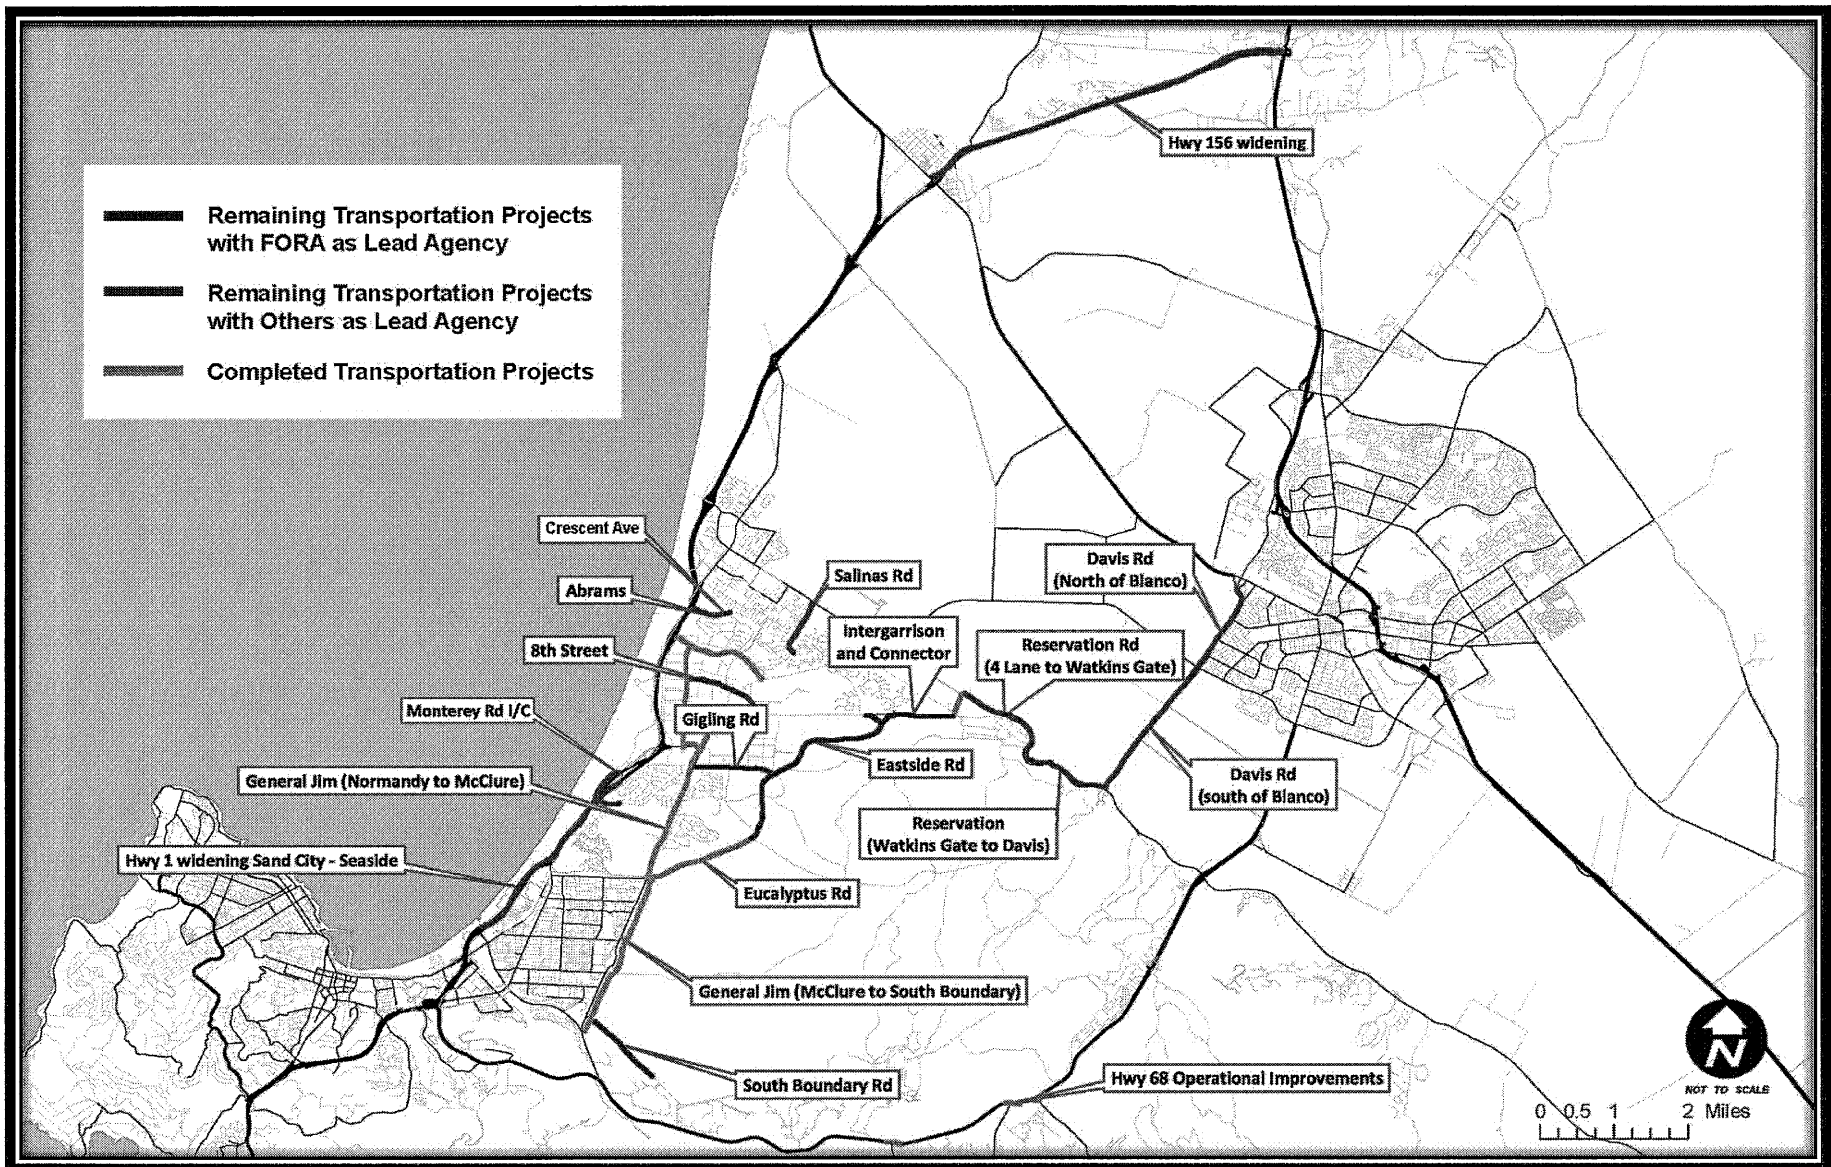 Hwy 156 widening
Remaining Transportation Projects
with FORA as Lead Agency
Remaining Transportation Projects
with Others as Lead Agency
Completed Transportation Projects
Crescent Ave
Abrams
Salinas Rd
Davis Rd
(North of Blanco)
8th Street
Intergarrison
and Connector
Reservation Rd
(4 Lane to Watkins Gate)
Monterey Rd I/C
Gigling Rd
General Jim (Normandy to McClure)
Eastside Rd
Davis Rd
(south of Blanco)
Reservation
(Watkins Gate to Davis)
Hwy 1 widening Sand City - Seaside
Eucalyptus Rd
General Jim (McClure to South Boundary)
South Boundary Rd
Hwy 68 Operational Improvements
N
NOT TO SCALE
0 0.5 1 2 Miles